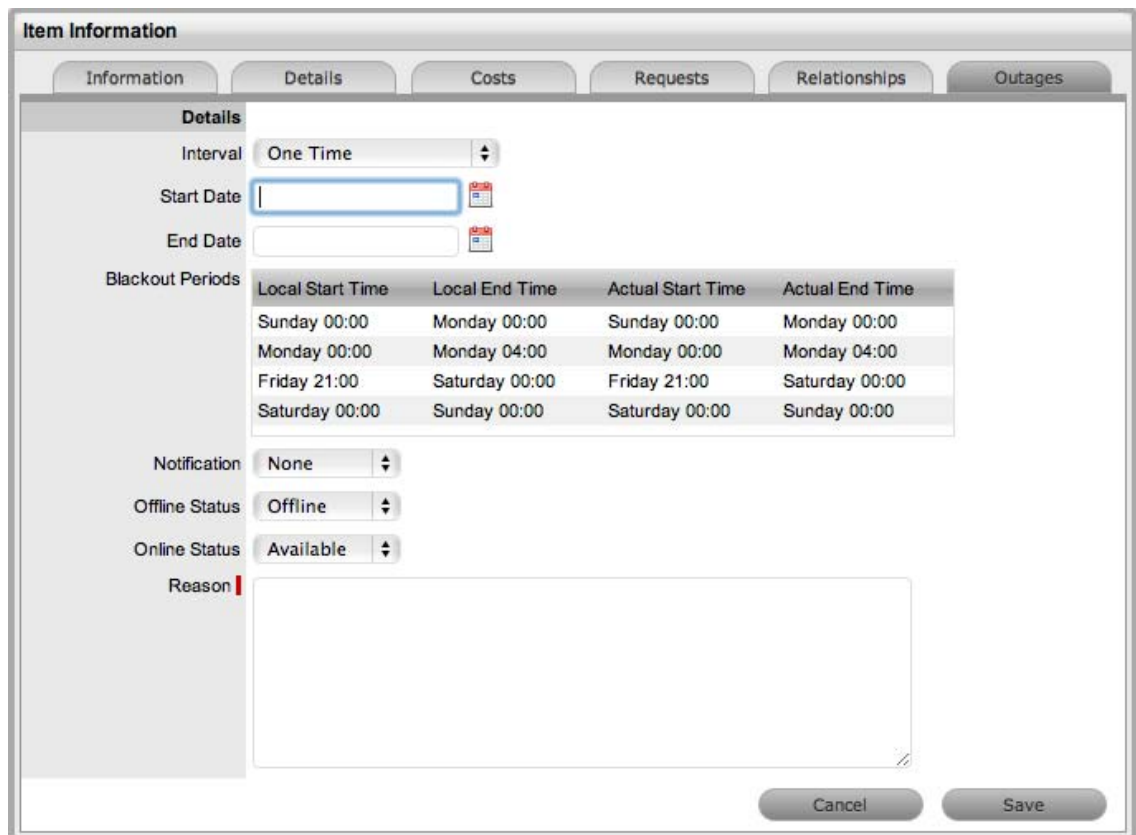 Item Information
Information Details Costs Requests Relationships Outages
Details
Interval One Time
Start Date
End Date
Blackout Periods
Local Start Time Local End Time Actual Start Time Actual End Time
Sunday 00:00 Monday 00:00 Sunday 00:00 Monday 00:00
Monday 00:00 Monday 04:00 Monday 00:00 Monday 04:00
Friday 21:00 Saturday 00:00 Friday 21:00 Saturday 00:00
Saturday 00:00 Sunday 00:00 Saturday 00:00 Sunday 00:00
Notification None
Offline Status Offline
Online Status Available
Reason
Cancel Save